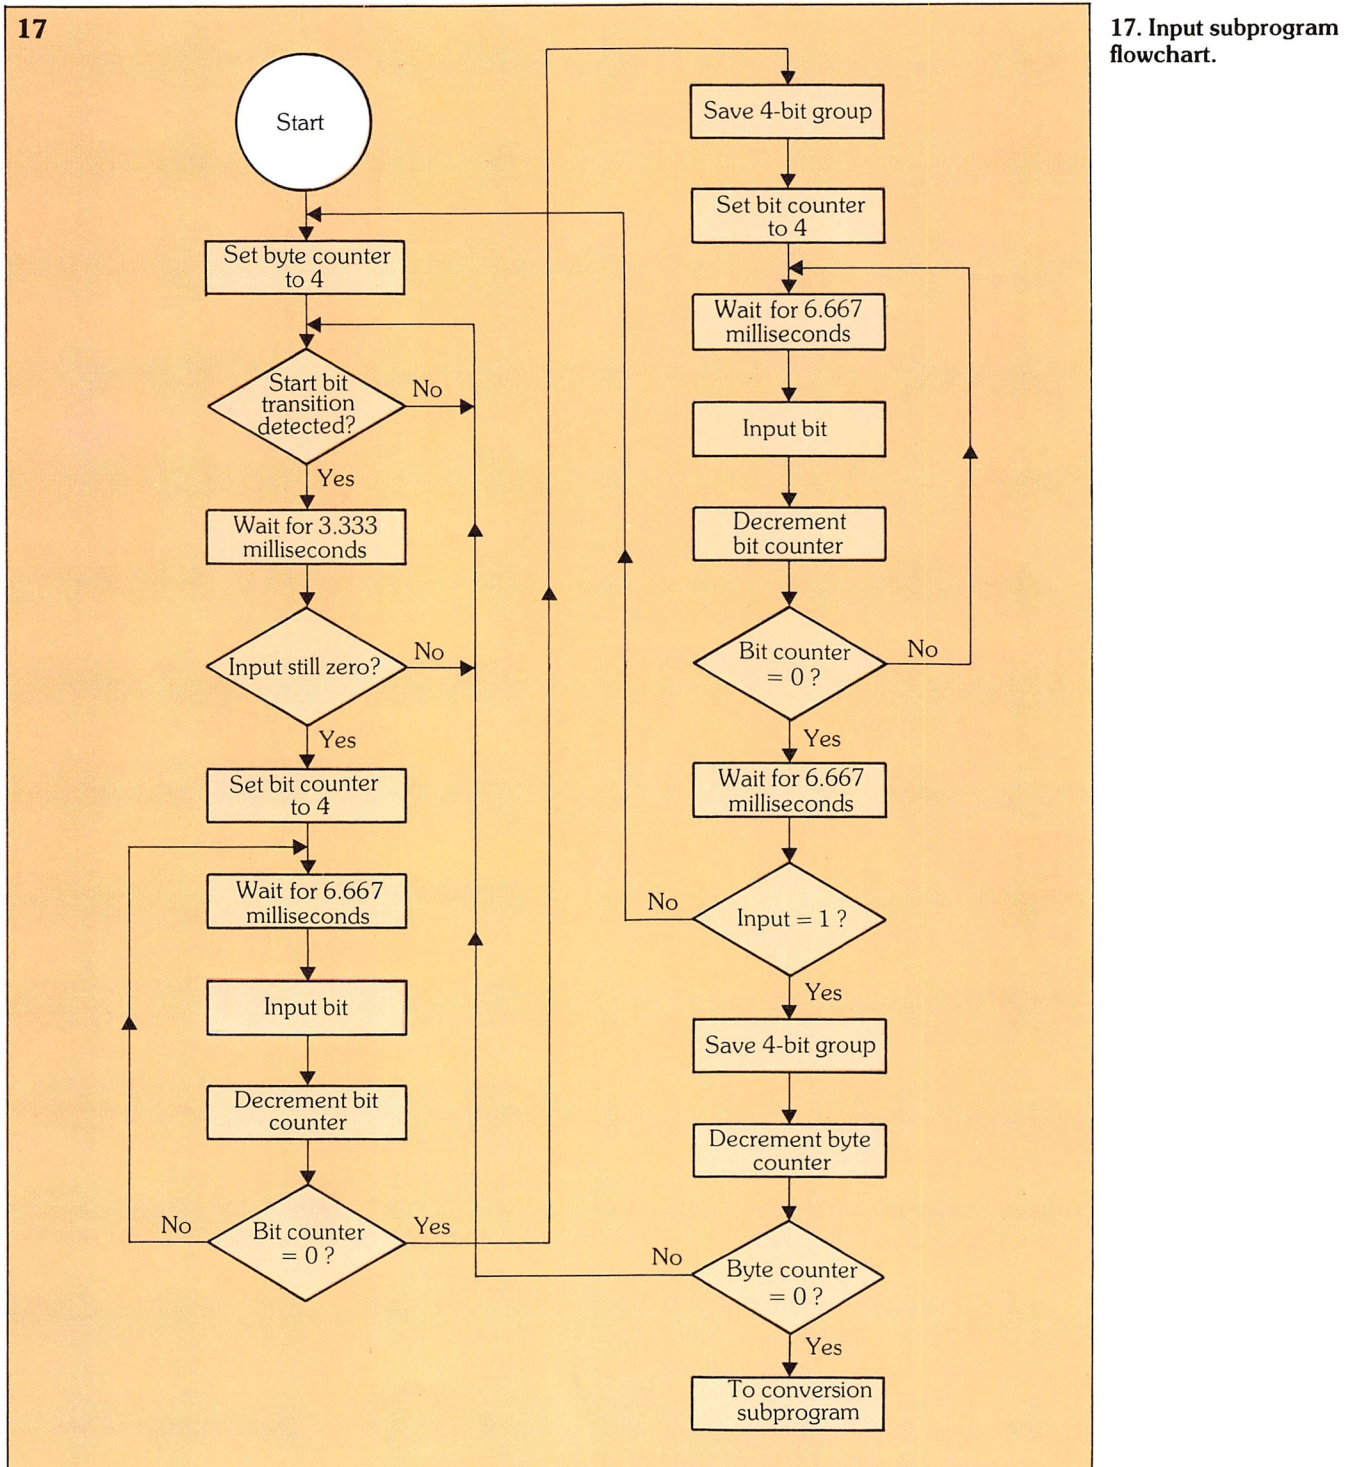 17
17. Input subprogram
flowchart.
Start
Set byte counter
to 4
Start bit
transition
detected?
No
Yes
Wait for 3.333
milliseconds
Input still zero?
No
Yes
Set bit counter
to 4
Wait for 6.667
milliseconds
Input bit
Decrement bit
counter
Bit counter
= 0 ?
No
Yes
Save 4-bit group
Set bit counter
to 4
Wait for 6.667
milliseconds
Input bit
Decrement
bit counter
Bit counter
= 0 ?
No
Yes
Wait for 6.667
milliseconds
Input = 1 ?
No
Yes
Save 4-bit group
Decrement byte
counter
Byte counter
= 0 ?
No
Yes
To conversion
subprogram